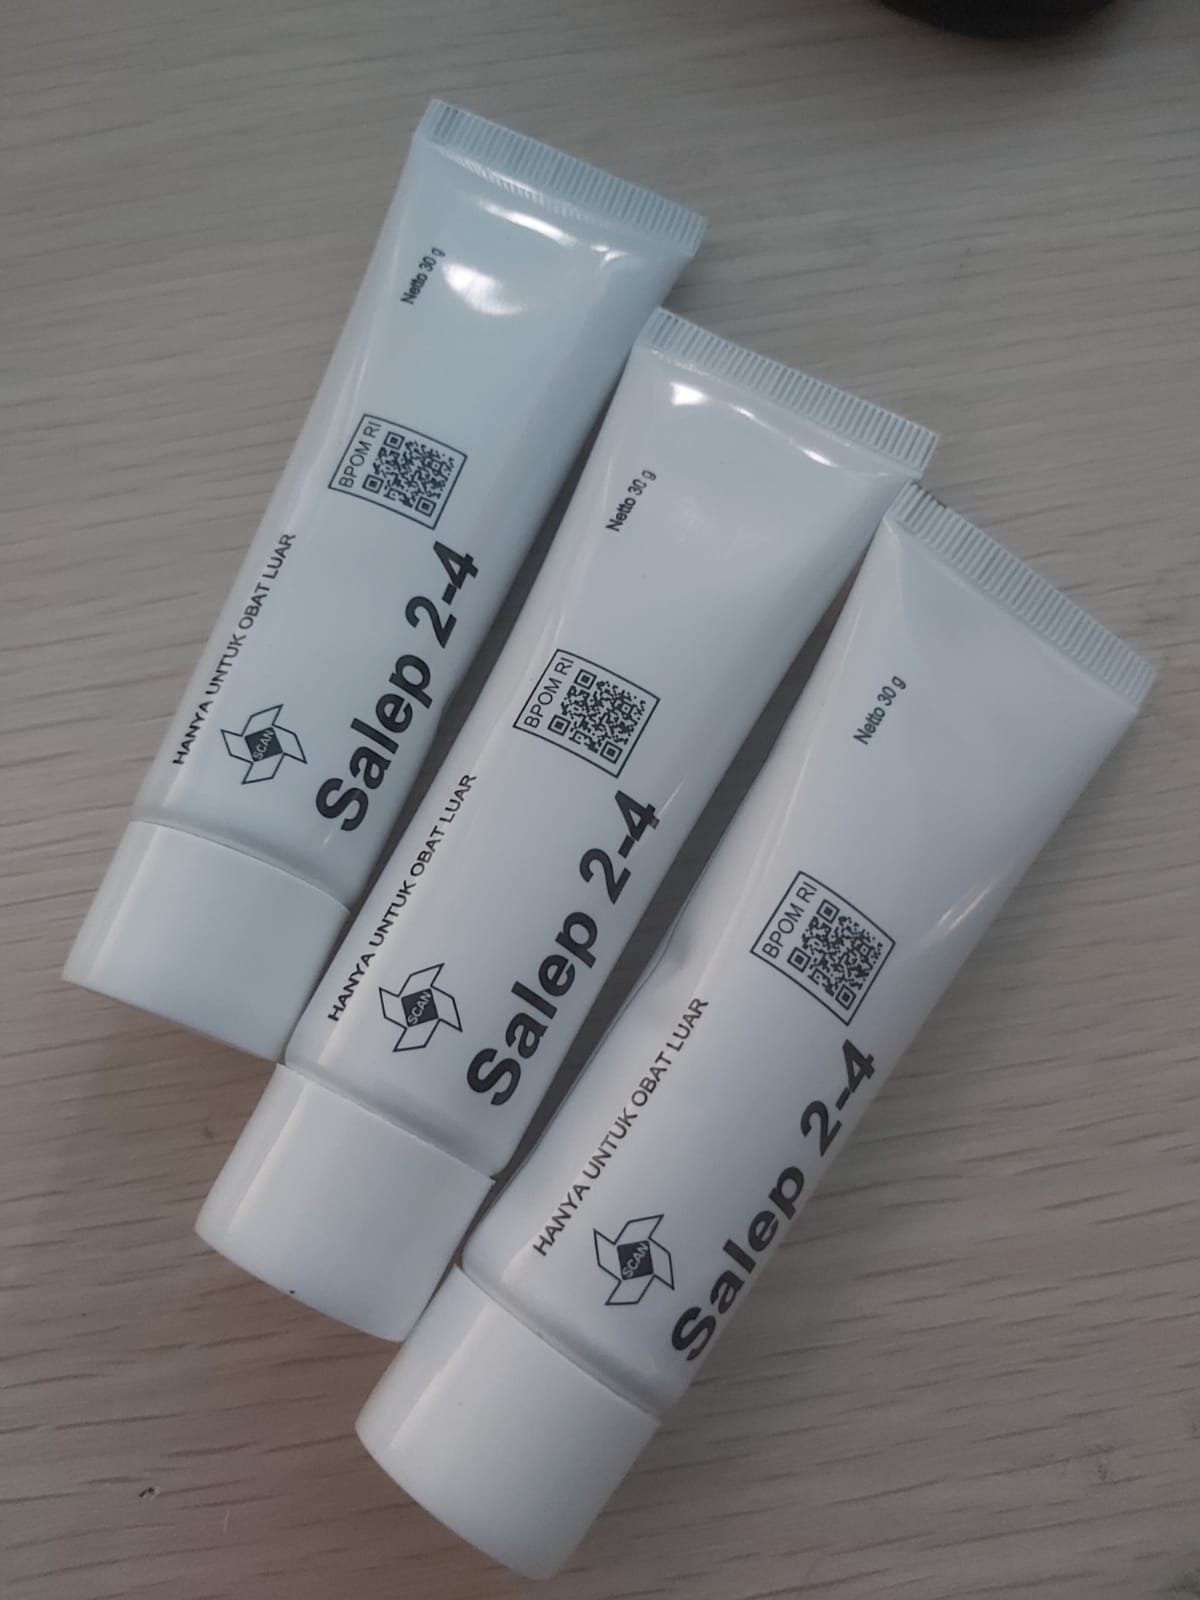 Netto 30 g
BPOM RI
HANYA UNTUK OBAT LUAR
SCAN
Salep 2-4
Netto 30 g
BPOM RI
HANYA UNTUK OBAT LUAR
SCAN
Salep 2-4
Netto 30 g
BPOM RI
HANYA UNTUK OBAT LUAR
SCAN
Salep 2-4